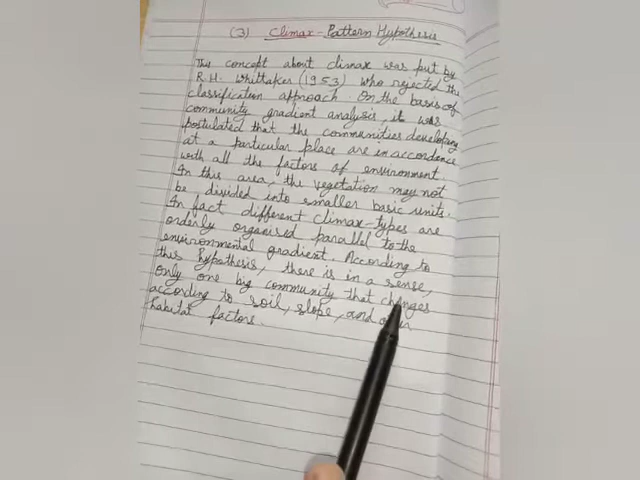 (3) Climax-Pattern Hypothesis
This concept about climax was put by
R.H. Whittaker (1953) who rejected the
classification approach. On the basis of
community gradient analysis, it was
postulated that the communities developing
at a particular place are in accordance
with all the factors of environment.
In this area, the vegetation may not
be divided into smaller basic units.
In fact different climax-types are
orderly organised parallel to the
environmental gradient. According to
this hypothesis, there is in a sense,
only one big community that changes
according to soil, slope, and
habitat factors.